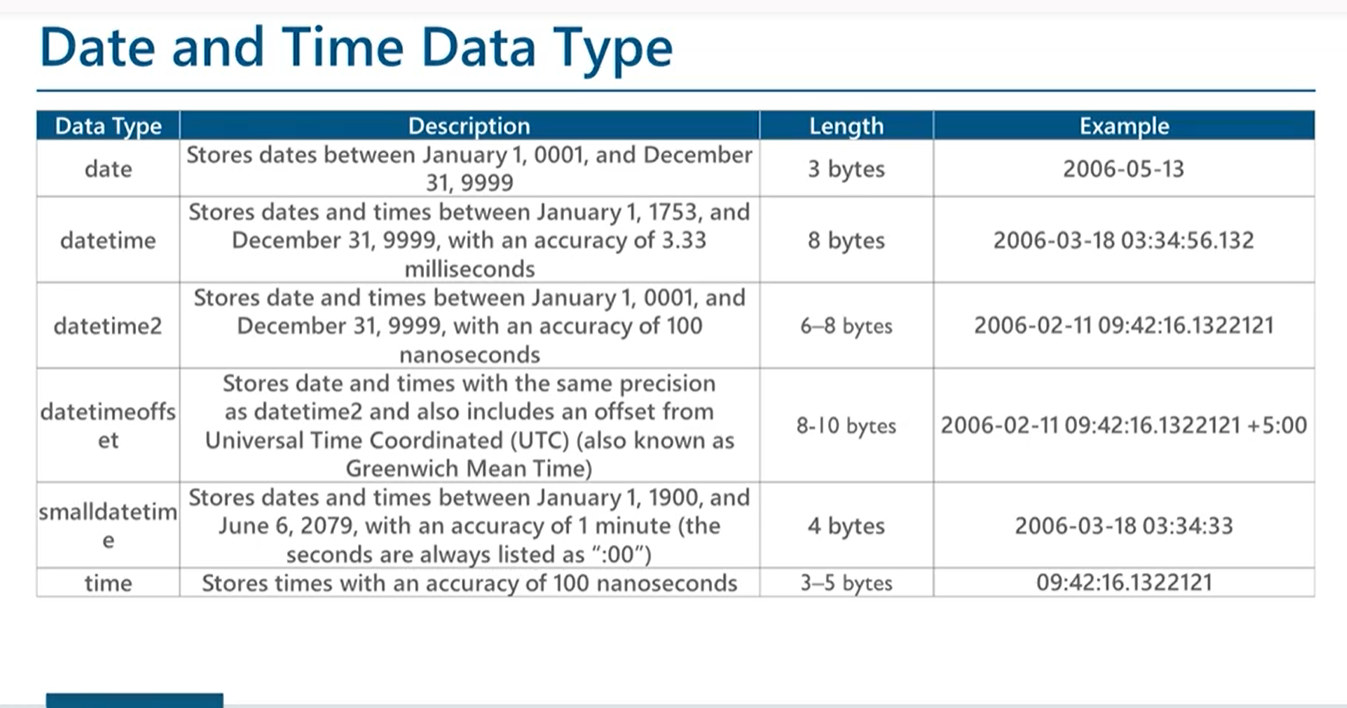 Date and Time Data Type
Data Type Description Length Example
date
Stores dates between January 1, 0001, and December
31, 9999
3 bytes
2006-05-13
datetime
Stores dates and times between January 1, 1753, and
December 31, 9999, with an accuracy of 3.33
milliseconds
8 bytes
2006-03-18 03:34:56.132
datetime2
Stores date and times between January 1, 0001, and
December 31, 9999, with an accuracy of 100
nanoseconds
6–8 bytes
2006-02-11 09:42:16.1322121
datetimeoffs
et
Stores date and times with the same precision
as datetime2 and also includes an offset from
Universal Time Coordinated (UTC) (also known as
Greenwich Mean Time)
8-10 bytes
2006-02-11 09:42:16.1322121 +5:00
smalldatetim
e
Stores dates and times between January 1, 1900, and
June 6, 2079, with an accuracy of 1 minute (the
seconds are always listed as “:00”)
4 bytes
2006-03-18 03:34:33
time
Stores times with an accuracy of 100 nanoseconds
3–5 bytes
09:42:16.1322121